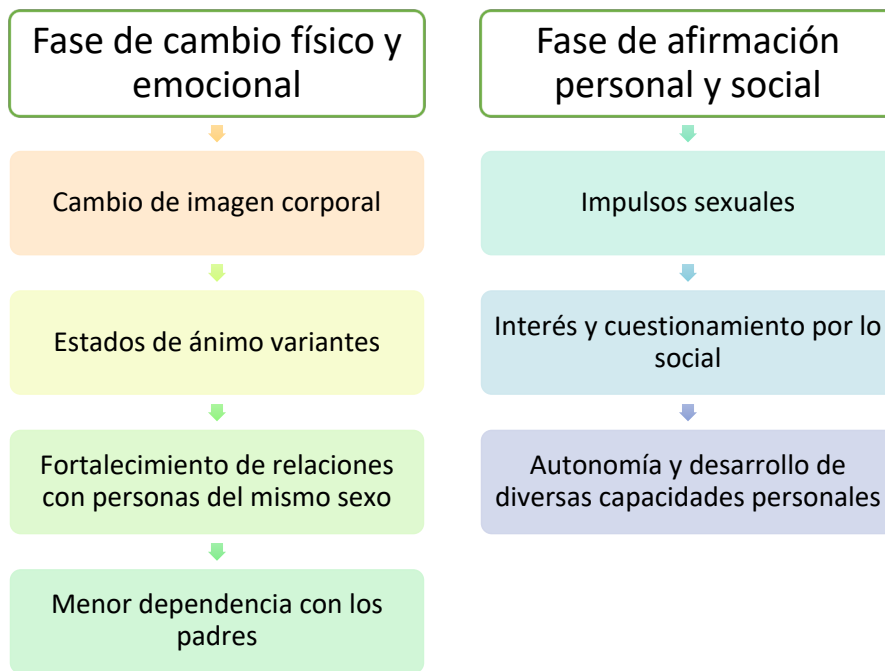 Fase de cambio físico y
emocional
Cambio de imagen corporal
Estados de ánimo variantes
Fortalecimiento de relaciones
con personas del mismo sexo
Menor dependencia con los
padres
Fase de afirmación
personal y social
Impulsos sexuales
Interés y cuestionamiento por lo
social
Autonomía y desarrollo de
diversas capacidades personales